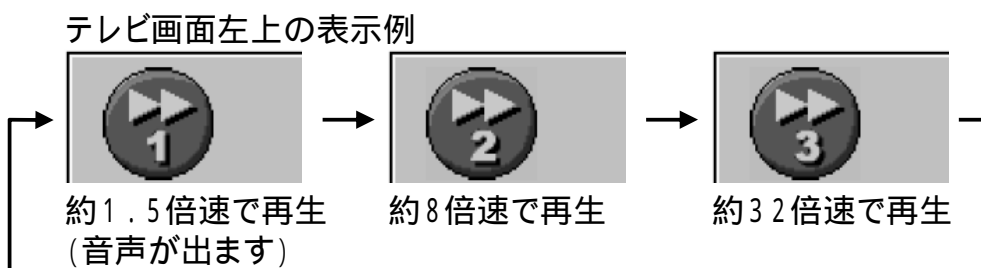 テレビ画面左上の表示例
1
2
3
約1．5倍速で再生
(音声が出ます)
約8倍速で再生
約32倍速で再生